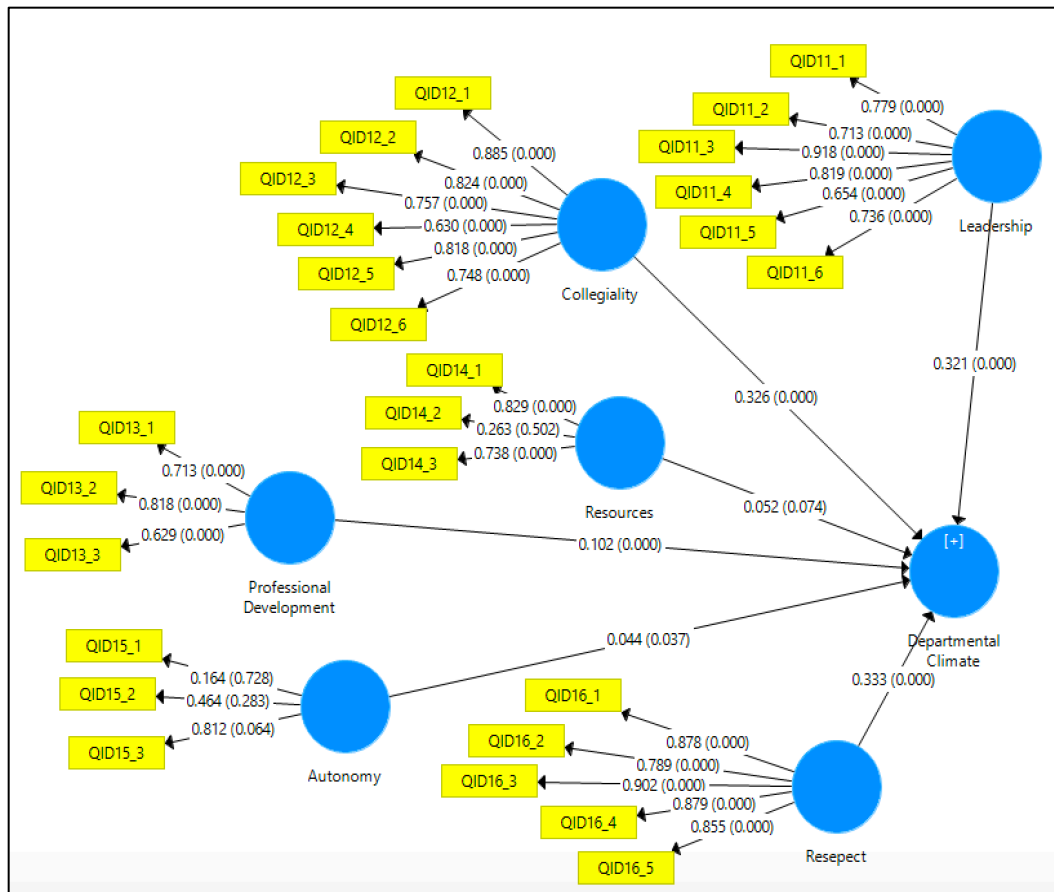 QID11_1
QID11_2
QID11_3
QID11_4
QID11_5
QID11_6
0.779 (0.000)
0.713 (0.000)
0.918 (0.000)
0.819 (0.000)
0.654 (0.000)
0.736 (0.000)
Leadership
0.321 (0.000)
QID12_1
QID12_2
QID12_3
QID12_4
QID12_5
QID12_6
0.885 (0.000)
0.824 (0.000)
0.757 (0.000)
0.630 (0.000)
0.818 (0.000)
0.748 (0.000)
Collegiality
0.326 (0.000)
QID14_1
QID14_2
QID14_3
0.829 (0.000)
0.263 (0.502)
0.738 (0.000)
Resources
0.052 (0.074)
QID13_1
QID13_2
QID13_3
0.713 (0.000)
0.818 (0.000)
0.629 (0.000)
Professional
Development
0.102 (0.000)
[+]
Departmental
Climate
QID15_1
QID15_2
QID15_3
0.164 (0.728)
0.464 (0.283)
0.812 (0.064)
Autonomy
0.044 (0.037)
QID16_1
QID16_2
QID16_3
QID16_4
QID16_5
0.878 (0.000)
0.789 (0.000)
0.902 (0.000)
0.879 (0.000)
0.855 (0.000)
Resepect
0.333 (0.000)